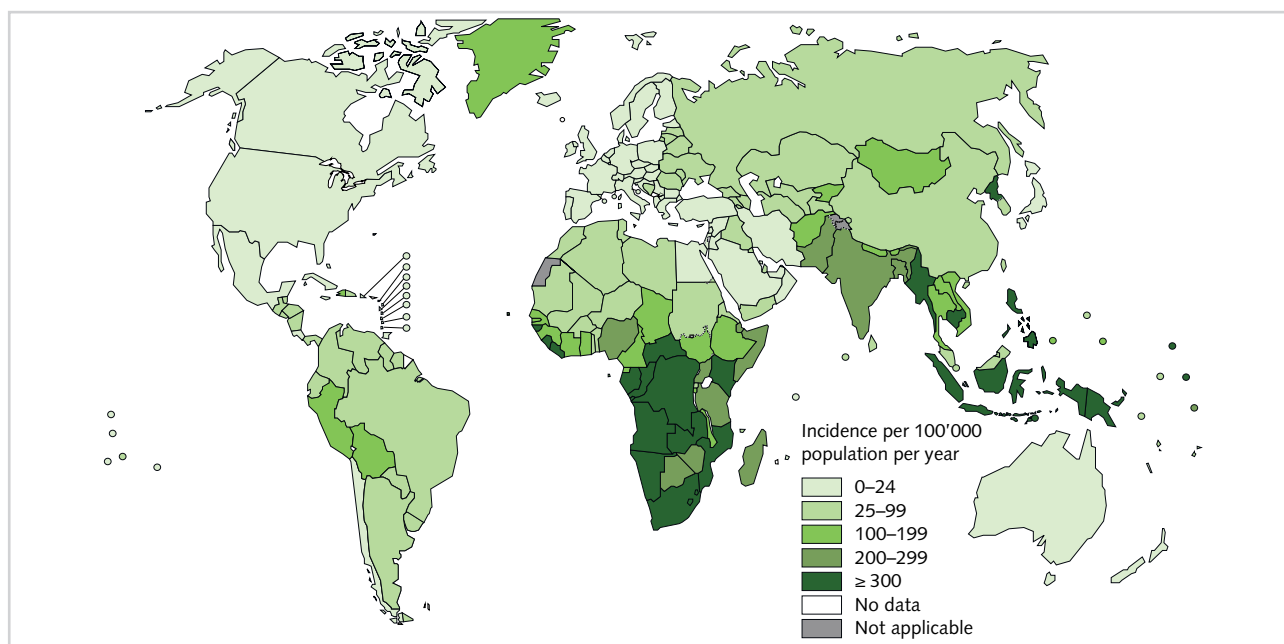 Incidence per 100'000
population per year
0–24
25–99
100–199
200–299
≥ 300
No data
Not applicable